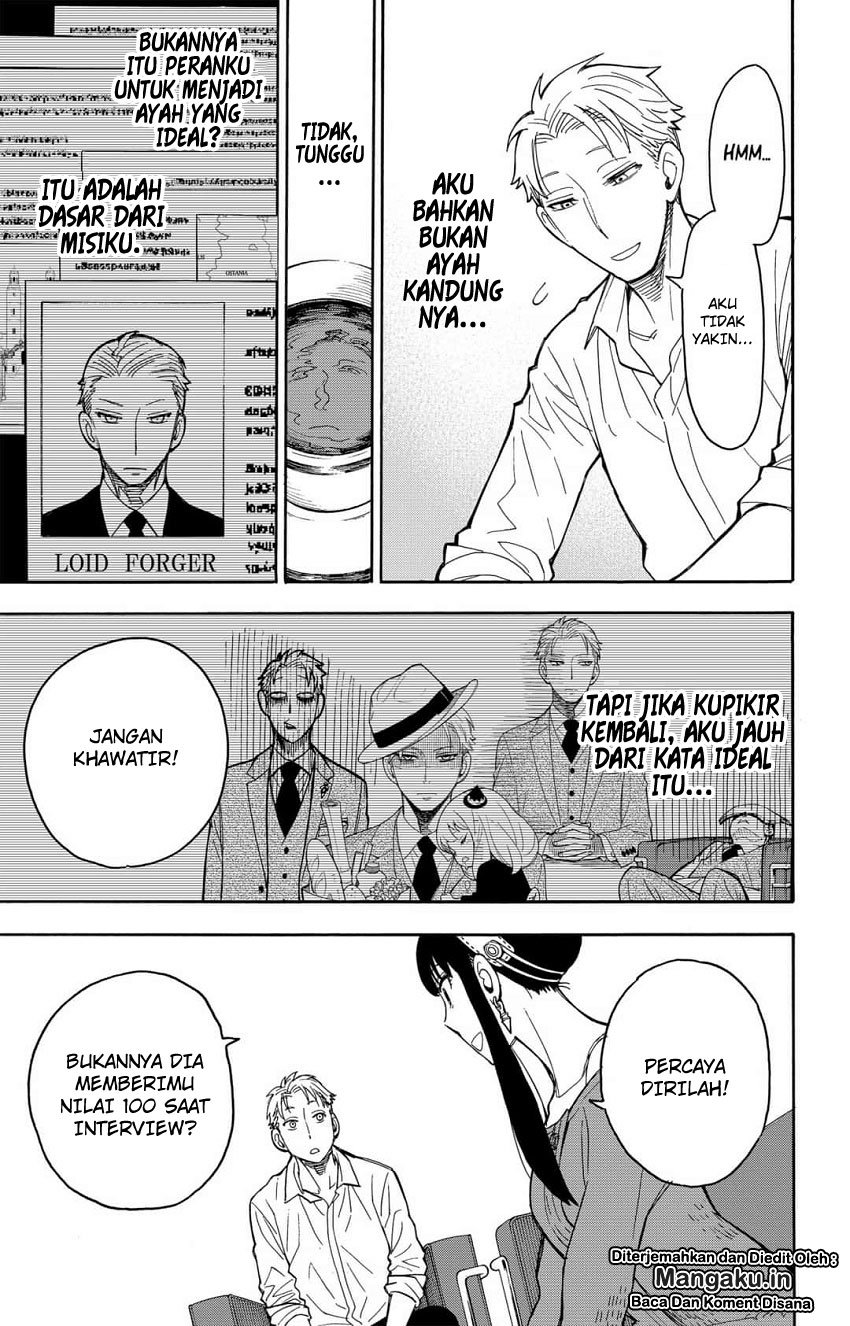 HMM...
AKU
TIDAK
YAKIN...
AKU
BAHKAN
BUKAN
AYAH
KANDUNG
NYA...
TIDAK,
TUNGGU
...
BUKANNYA
ITU PERANKU
UNTUK MENJADI
AYAH YANG
IDEAL?
ITU ADALAH
DASAR DARI
MISIKU.
OSTANIA
LOID FORGER
TAPI JIKA KUPIKIR
KEMBALI, AKU JAUH
DARI KATA IDEAL
ITU...
JANGAN
KHAWATIR!
PERCAYA
DIRILAH!
BUKANNYA DIA
MEMBERIMU
NILAI 100 SAAT
INTERVIEW?
Diterjemahkan dan Diedit Oleh:
Mangaku.in
Baca Dan Koment Disana